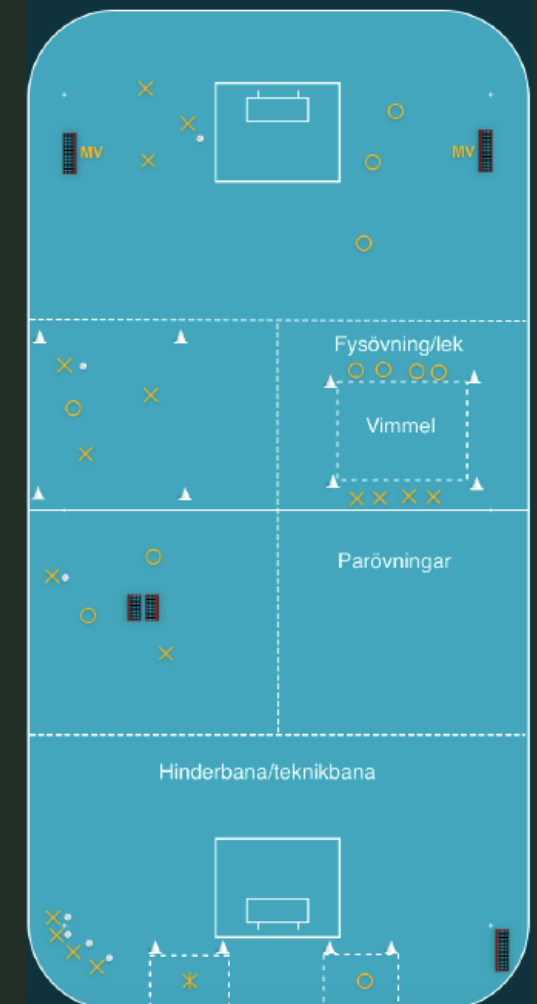 MV
MV
Fysövning/lek
Vimmel
Parövningar
Hinderbana/teknikbana